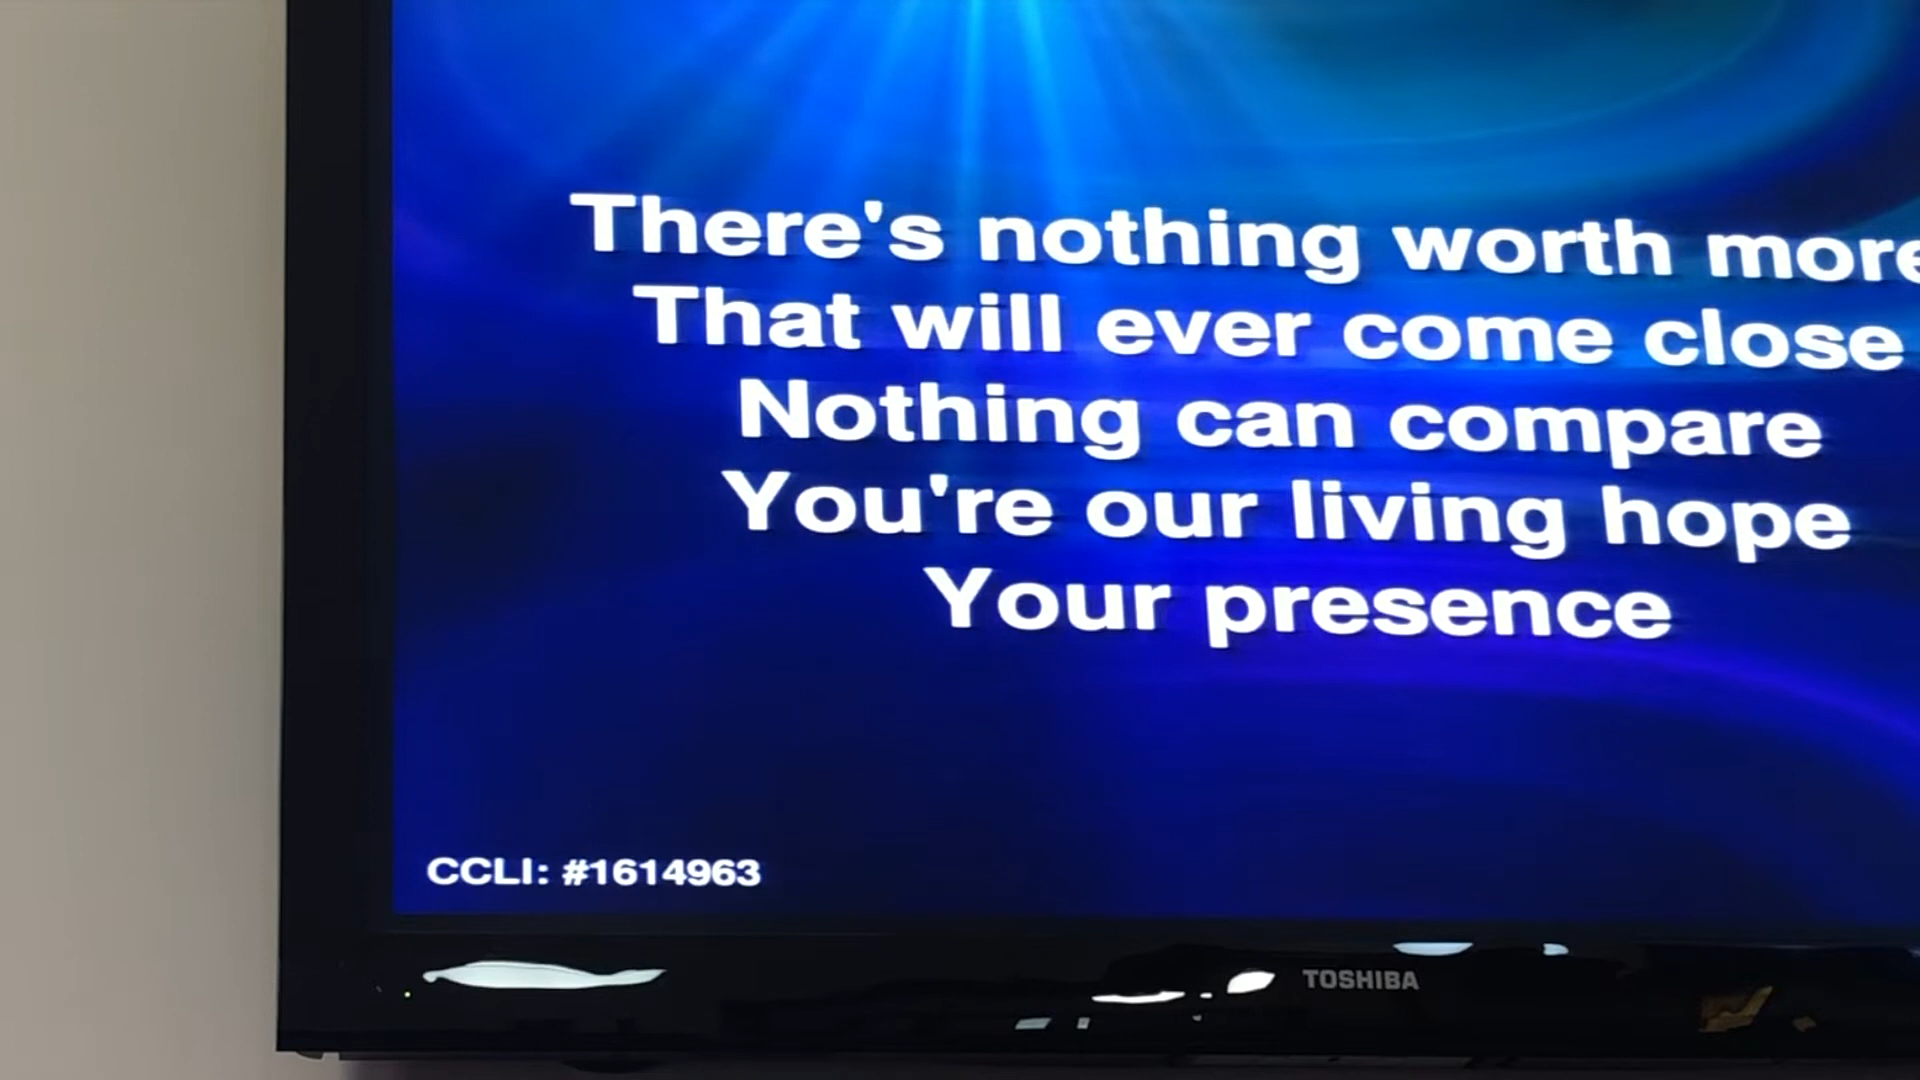 There's nothing worth more
That will ever come close
Nothing can compare
You're our living hope
Your presence
CCLI: #1614963
TOSHIBA